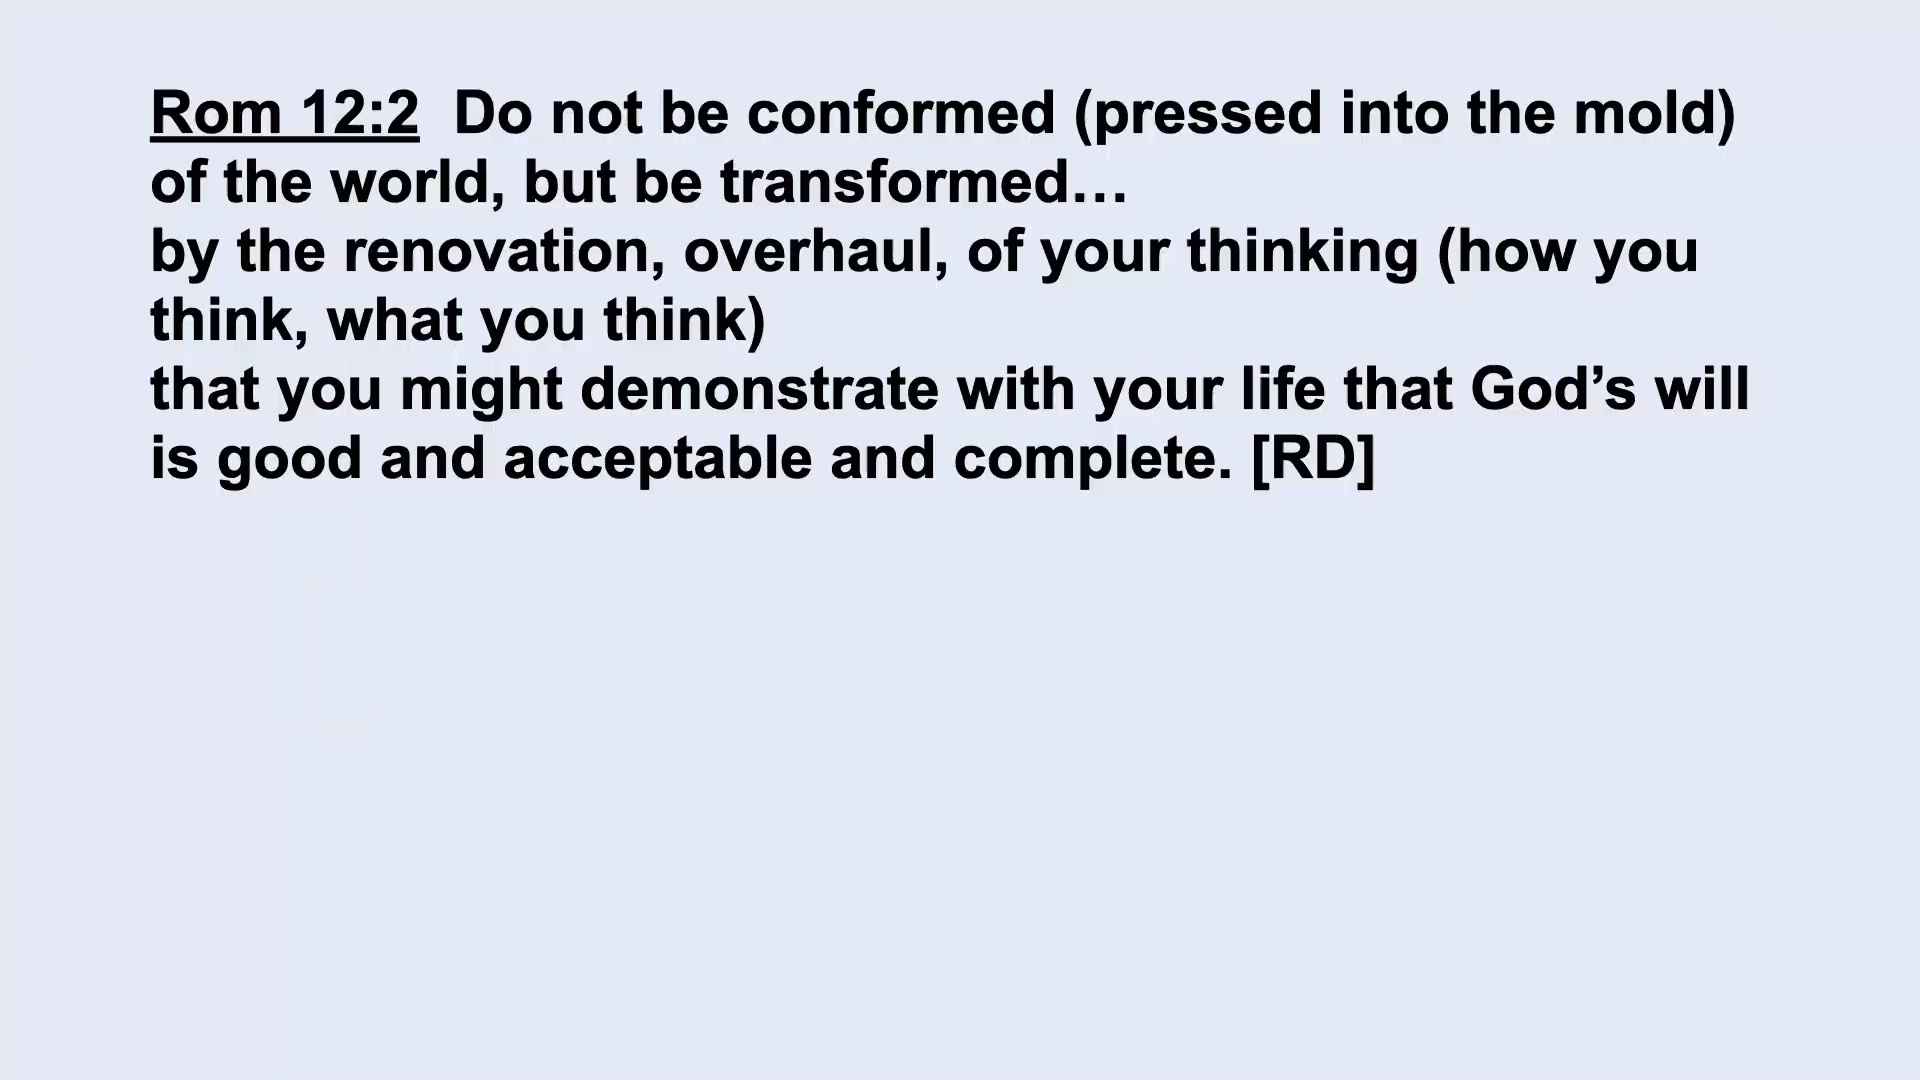 Rom 12:2  Do not be conformed (pressed into the mold)
of the world, but be transformed…
by the renovation, overhaul, of your thinking (how you
think, what you think)
that you might demonstrate with your life that God’s will
is good and acceptable and complete. [RD]